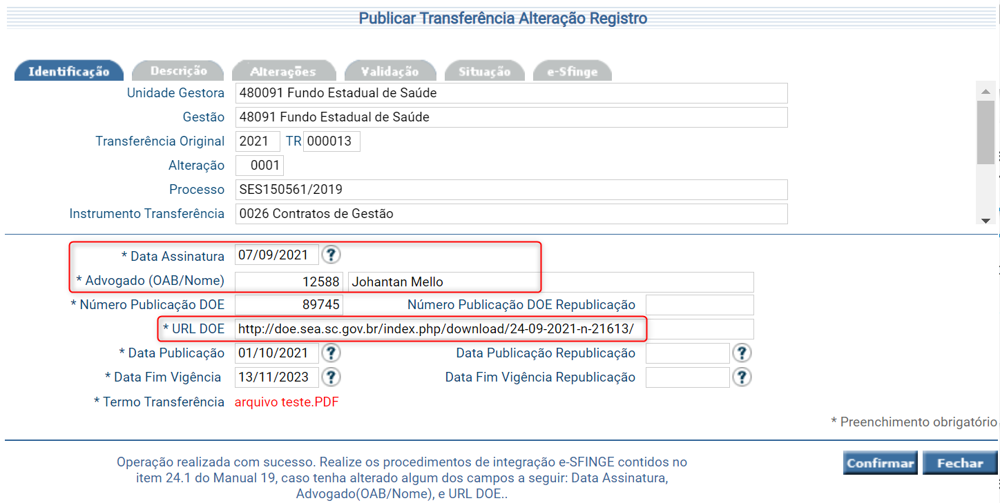 Publicar Transferência Alteração Registro
Identificação Descrição Alterações Validação Situação e-Sfinge
Unidade Gestora 480091 Fundo Estadual de Saúde
Gestão 48091 Fundo Estadual de Saúde
Transferência Original 2021 TR 000013
Alteração 0001
Processo SES150561/2019
Instrumento Transferência 0026 Contratos de Gestão
* Data Assinatura 07/09/2021 ?
* Advogado (OAB/Nome) 12588 Johantan Mello
* Número Publicação DOE 89745 Número Publicação DOE Republicação
* URL DOE http://doe.sea.sc.gov.br/index.php/download/24-09-2021-n-21613/
* Data Publicação 01/10/2021 ? Data Publicação Republicação ?
* Data Fim Vigência 13/11/2023 ? Data Fim Vigência Republicação ?
* Termo Transferência arquivo teste.PDF
* Preenchimento obrigatório
Operação realizada com sucesso. Realize os procedimentos de integração e-SFINGE contidos no
item 24.1 do Manual 19, caso tenha alterado algum dos campos a seguir: Data Assinatura,
Advogado(OAB/Nome), e URL DOE..
Confirmar Fechar